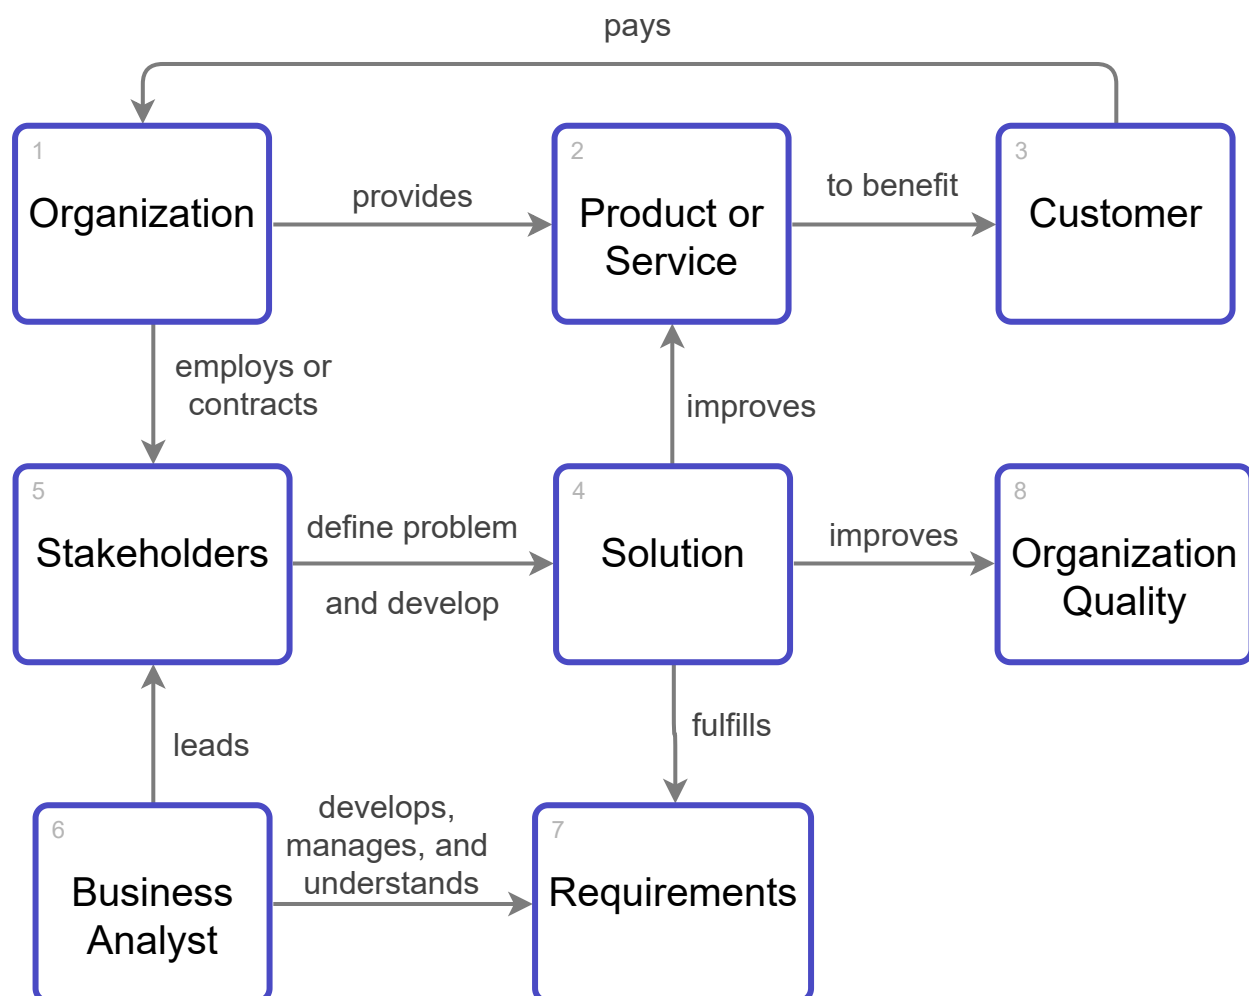 pays
1
Organization
provides
2
Product or
Service
to benefit
3
Customer
employs or
contracts
improves
5
Stakeholders
define problem
and develop
4
Solution
improves
8
Organization
Quality
leads
fulfills
6
Business
Analyst
develops,
manages, and
understands
7
Requirements